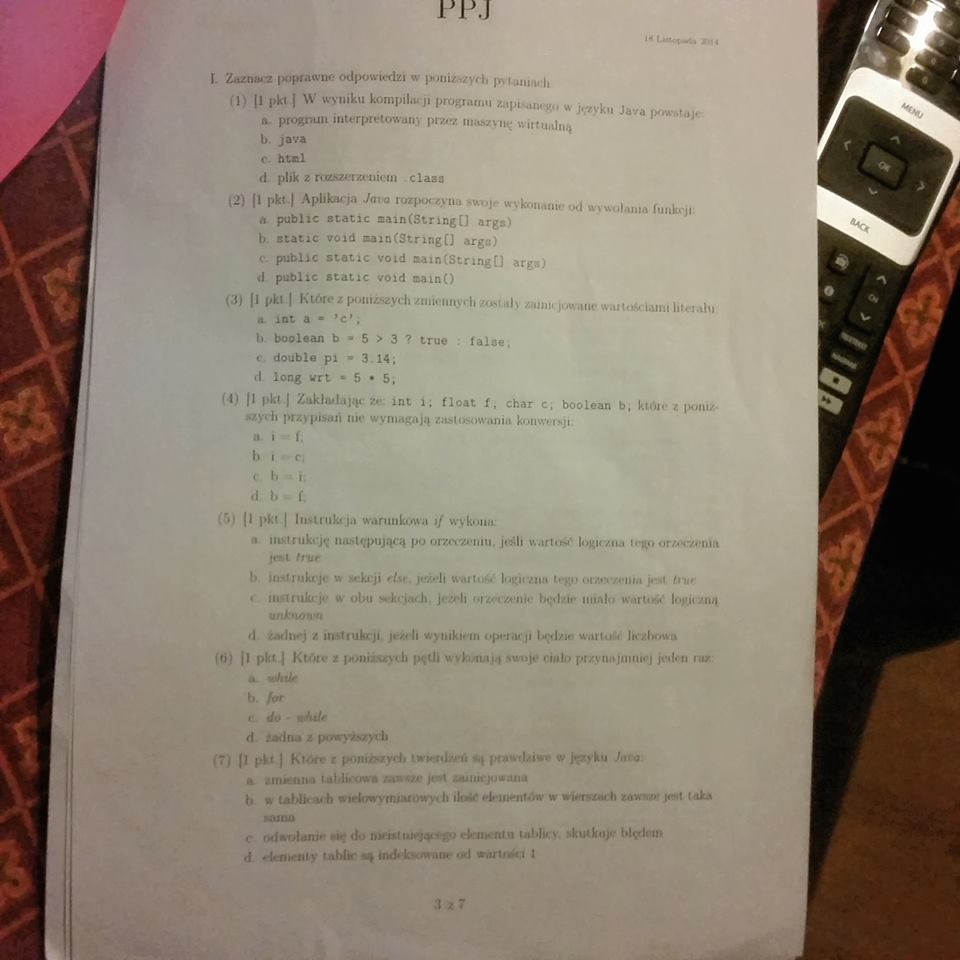 PPJ
18 Listopada 2014
I. Zaznacz poprawne odpowiedzi w poniższych pytaniach.
(1) [1 pkt.] W wyniku kompilacji programu zapisanego w języku Java powstaje:
a. program interpretowany przez maszynę wirtualną
b. java
c. html
d. plik z rozszerzeniem .class
(2) [1 pkt.] Aplikacja Java rozpoczyna swoje wykonanie od wywołania funkcji:
a. public static main(String[] args)
b. static void main(String[] args)
c. public static void main(String[] args)
d. public static void main()
(3) [1 pkt.] Które z poniższych zmiennych zostały zainicjowane wartościami literału:
a. int a = 'c';
b. boolean b = 5 > 3 ? true : false;
c. double pi = 3.14;
d. long wrt = 5 * 5;
(4) [1 pkt.] Zakładając że: int i; float f; char c; boolean b; które z poniż-
szych przypisań nie wymagają zastosowania konwersji:
a. i = f;
b. i = c;
c. b = i;
d. b = f;
(5) [1 pkt.] Instrukcja warunkowa if wykona:
a. instrukcję następującą po orzeczeniu, jeśli wartość logiczna tego orzeczenia
jest true
b. instrukcje w sekcji else, jeżeli wartość logiczna tego orzeczenia jest true
c. instrukcje w obu sekcjach, jeżeli orzeczenie będzie miało wartość logiczną
unknown
d. żadnej z instrukcji, jeżeli wynikiem operacji będzie wartość liczbowa
(6) [1 pkt.] Które z poniższych pętli wykonają swoje ciało przynajmniej jeden raz:
a. while
b. for
c. do - while
d. żadna z powyższych
(7) [1 pkt.] Które z poniższych twierdzeń są prawdziwe w języku Java:
a. zmienna tablicowa zawsze jest zainicjowana
b. w tablicach wielowymiarowych ilość elementów w wierszach zawsze jest taka
sama
c. odwołanie się do nieistniejącego elementu tablicy, skutkuje błędem
d. elementy tablic są indeksowane od wartości 1
3 z 7
MENU
OK
BACK